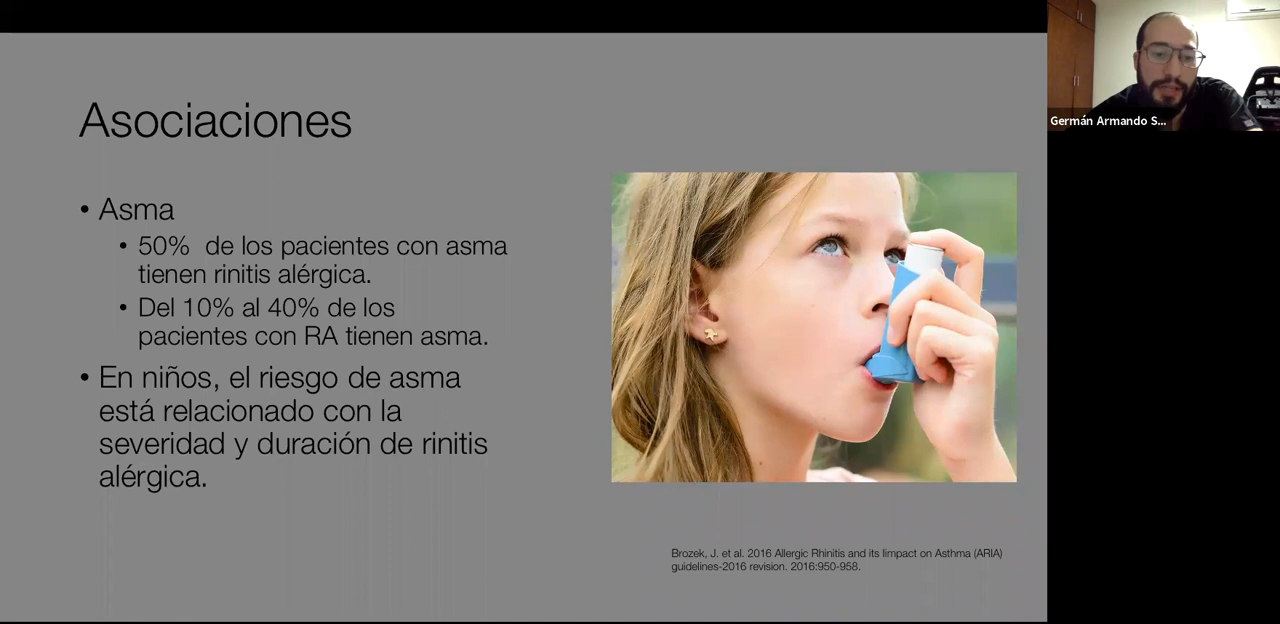 Asociaciones
• Asma
• 50% de los pacientes con asma
tienen rinitis alérgica.
• Del 10% al 40% de los
pacientes con RA tienen asma.
• En niños, el riesgo de asma
está relacionado con la
severidad y duración de rinitis
alérgica.
Brozek, J. et al. 2016 Allergic Rhinitis and its Iimpact on Asthma (ARIA)
guidelines-2016 revision. 2016:950-958.
Germán Armando S...